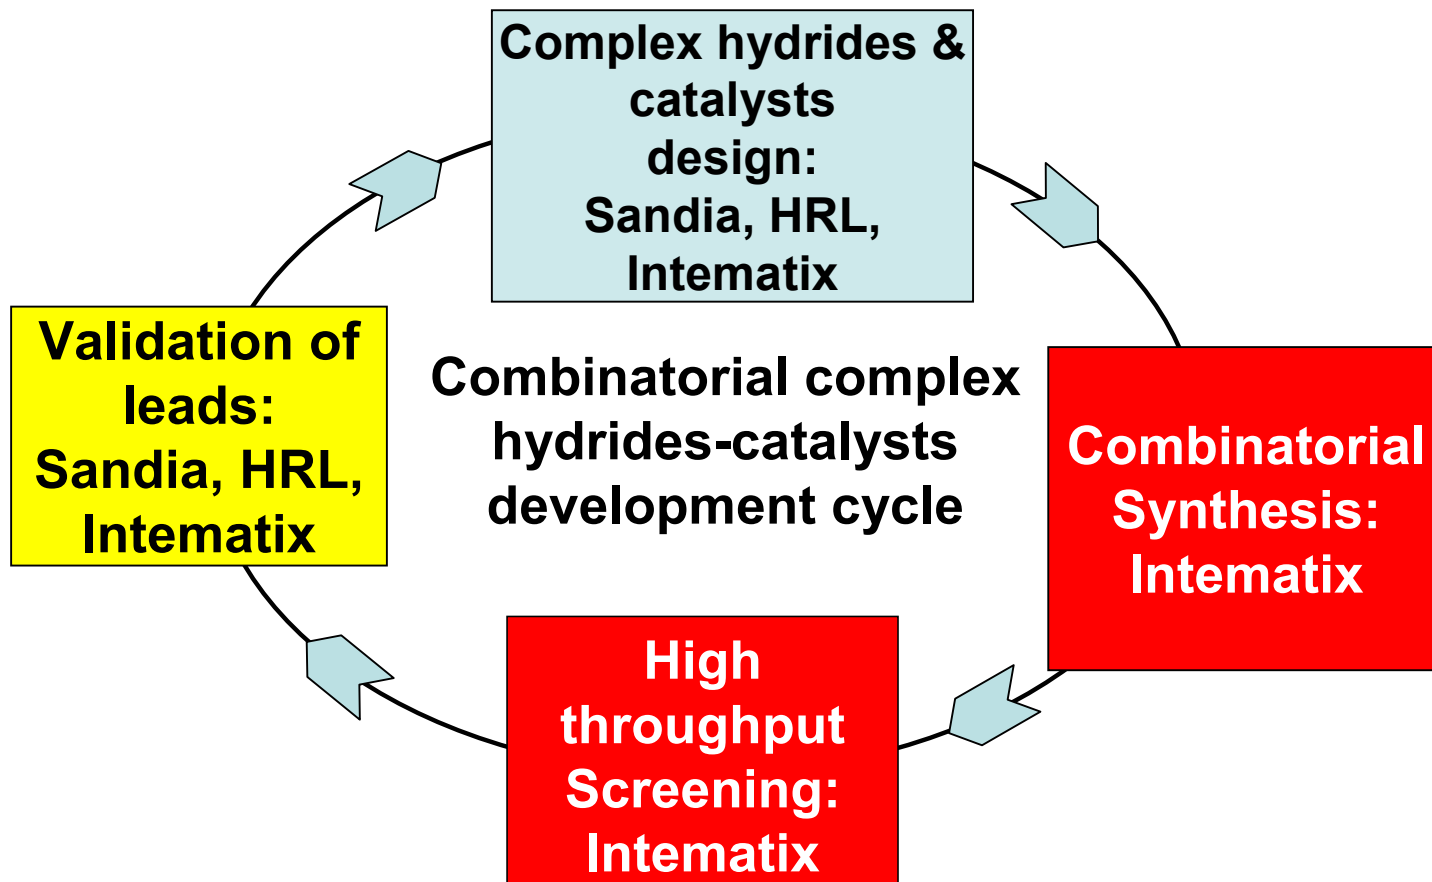 Complex hydrides &
catalysts
design:
Sandia, HRL,
Intematix
Validation of
leads:
Sandia, HRL,
Intematix
Combinatorial complex
hydrides-catalysts
development cycle
Combinatorial
Synthesis:
Intematix
High
throughput
Screening:
Intematix